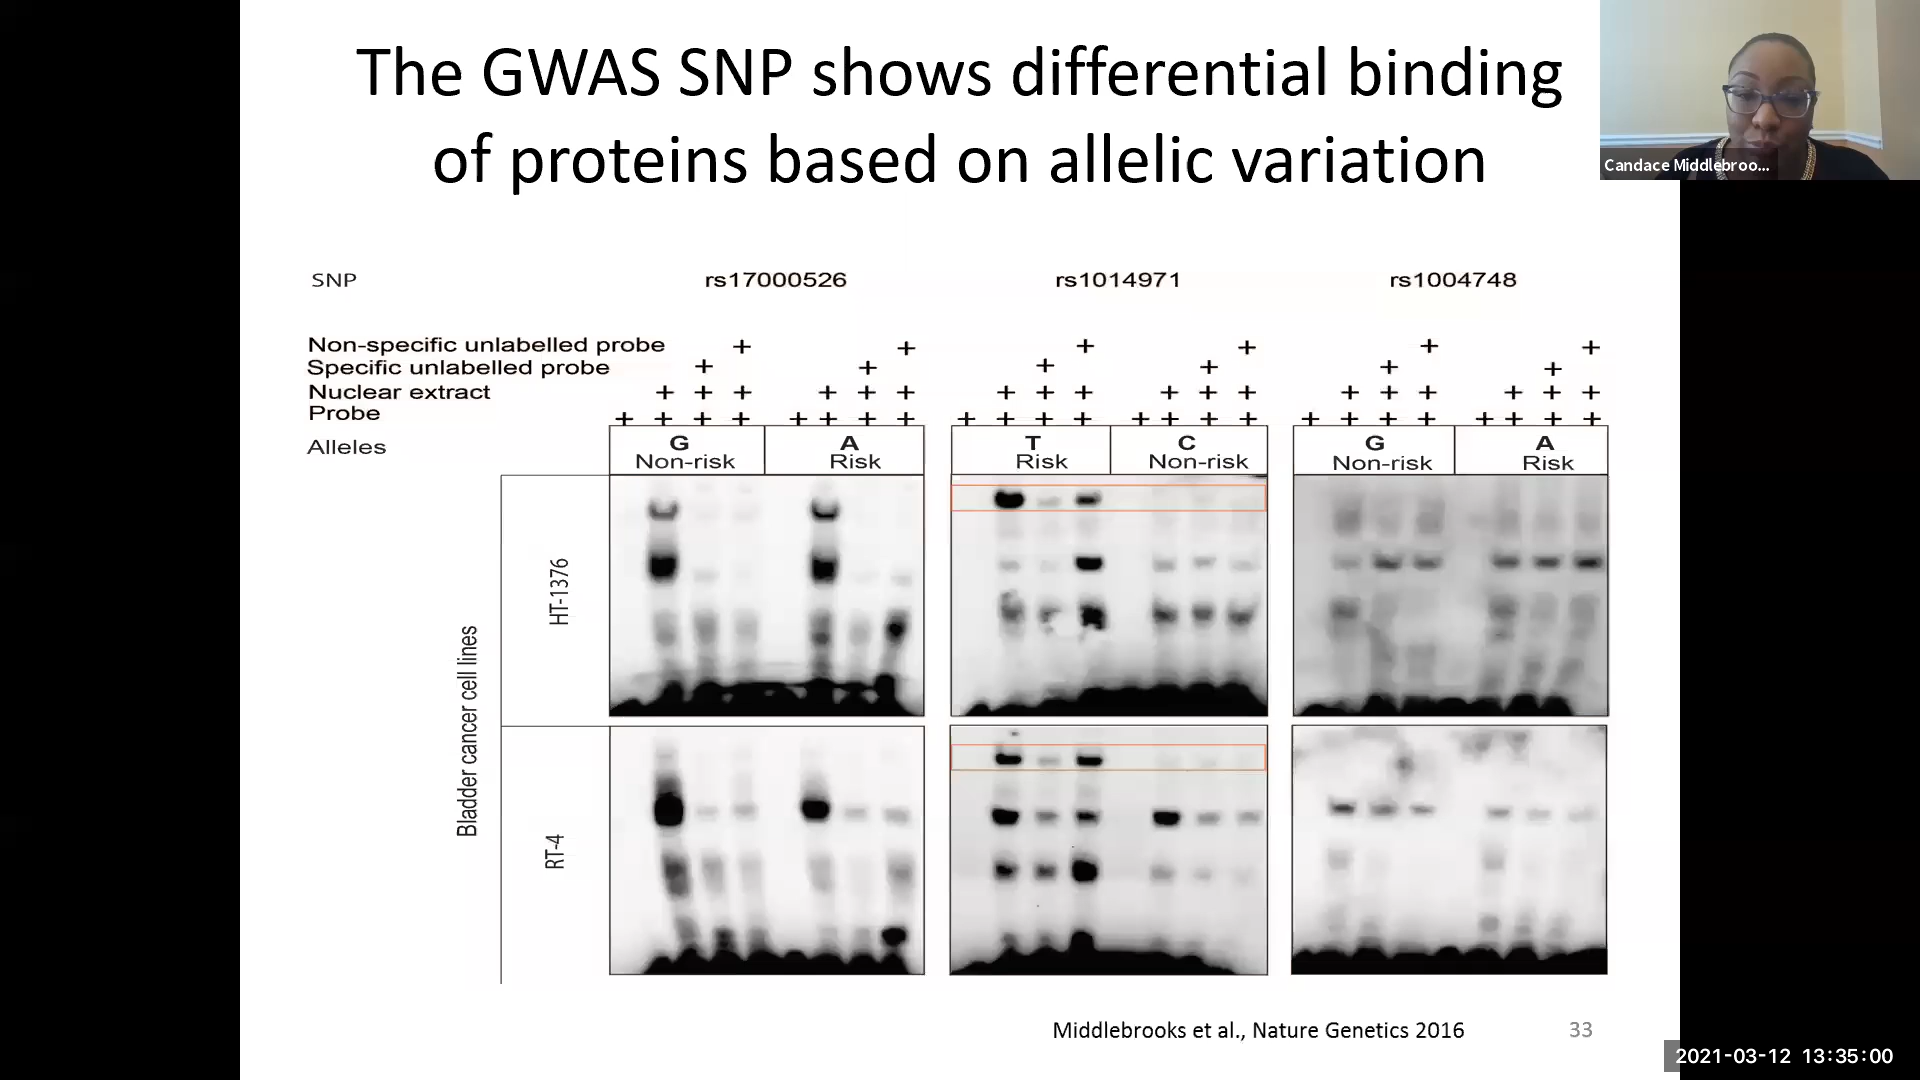 The GWAS SNP shows differential binding
of proteins based on allelic variation
Candace Middlebroo...
SNP rs17000526 rs1014971 rs1004748
Non-specific unlabelled probe + + + + + +
Specific unlabelled probe + + + + + +
Nuclear extract + + + + + + + + + + + + + + + + + +
Probe + + + + + + + + + + + + + + + + + + + + + + + +
Alleles G A T C G A
Non-risk Risk Risk Non-risk Non-risk Risk
Bladder cancer cell lines
HT-1376
RT-4
Middlebrooks et al., Nature Genetics 2016
33
2021-03-12 13:35:00